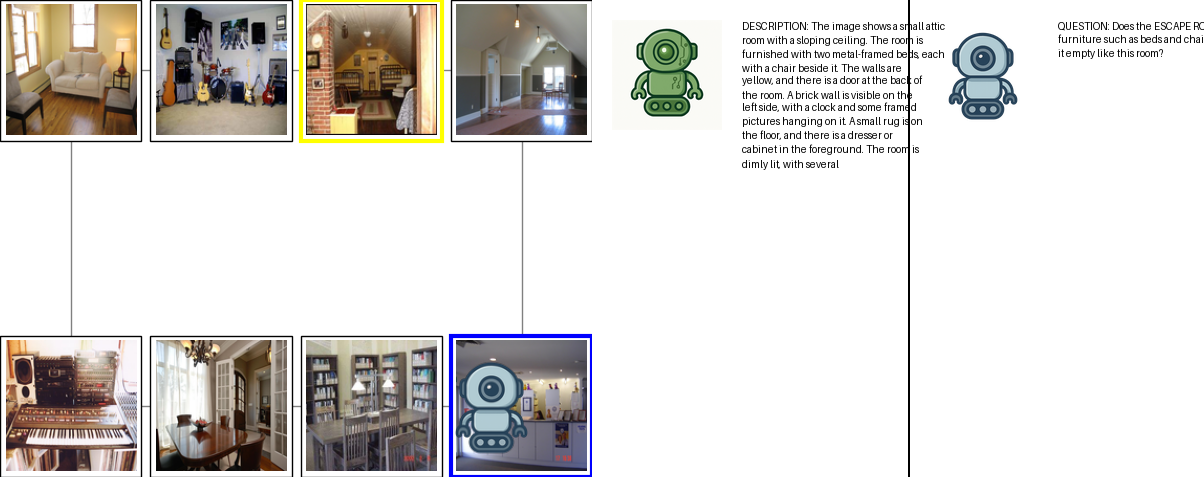 DESCRIPTION: The image shows a small attic
room with a sloping ceiling. The room is
furnished with two metal-framed beds, each
with a chair beside it. The walls are
yellow, and there is a door at the back of
the room. A brick wall is visible on the
left side, with a clock and some framed
pictures hanging on it. A small rug is on
the floor, and there is a dresser or
cabinet in the foreground. The room is
dimly lit, with several
QUESTION: Does the ESCAPE RO
furniture such as beds and chai
it empty like this room?